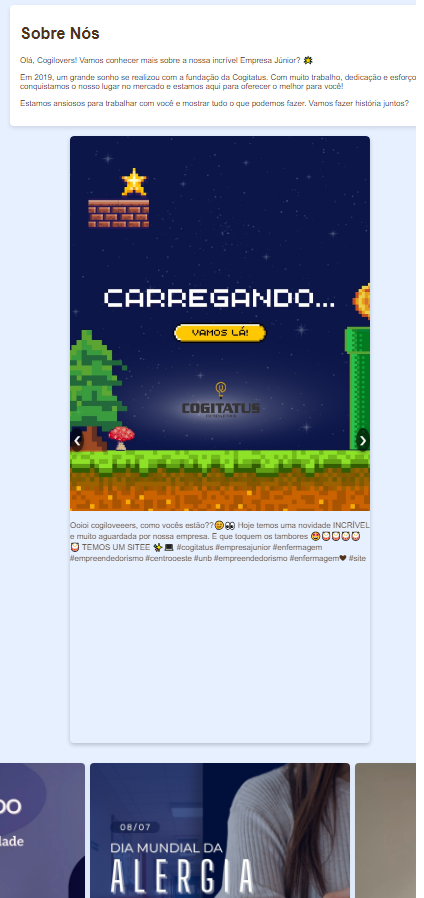 Sobre Nós
Olá, Cogilovers! Vamos conhecer mais sobre a nossa incrível Empresa Júnior?
Em 2019, um grande sonho se realizou com a fundação da Cogitatus. Com muito trabalho, dedicação e esforço
conquistamos o nosso lugar no mercado e estamos aqui para oferecer o melhor para você!
Estamos ansiosos para trabalhar com você e mostrar tudo o que podemos fazer. Vamos fazer história juntos?
CARREGANDO...
VAMOS LÁ!
COGITATUS
❮ ❯
Ooioi cogiloveeers, como vocês estão??😊👀 Hoje temos uma novidade INCRÍVEL
e muito aguardada por nossa empresa. E que toquem os tambores 🤩🥁🥁🥁🥁
🥁 TEMOS UM SITEE ✨💻 #cogitatus #empresajunior #enfermagem
#empreendedorismo #centrooeste #unb #empreendedorismo #enfermagem❤ #site
DO
dade
08/07
DIA MUNDIAL DA
ALERGIA